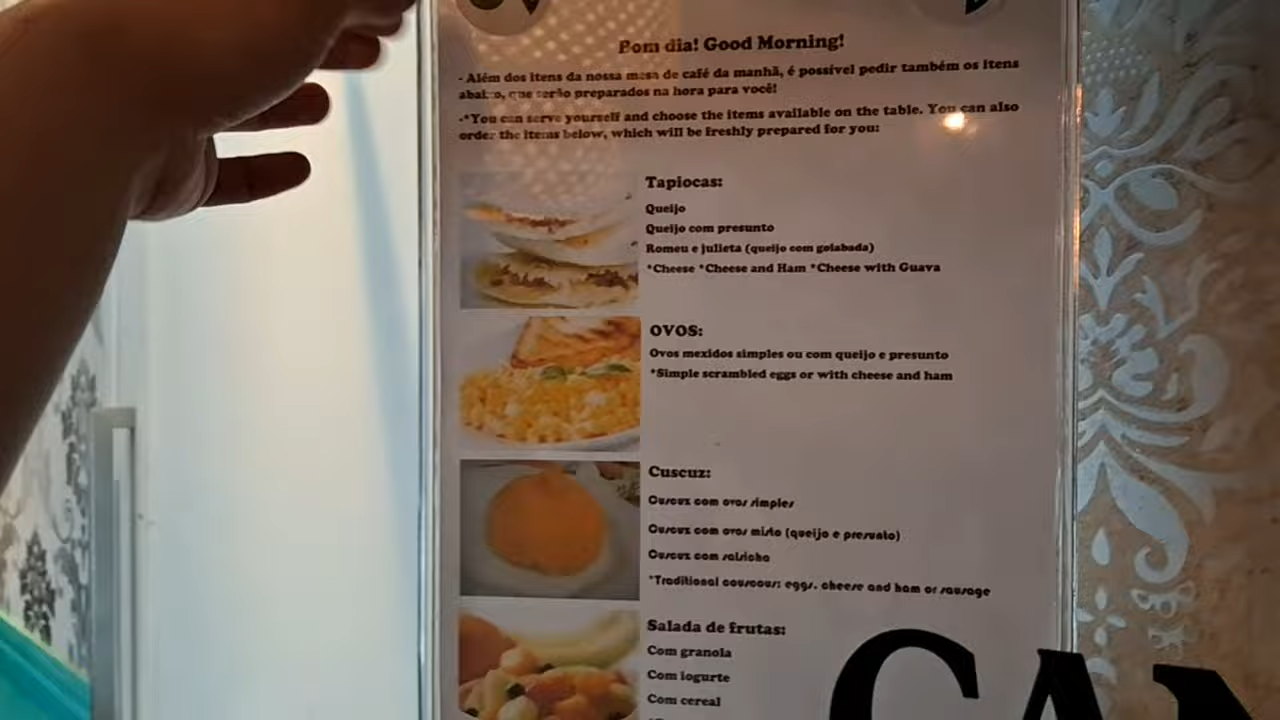 Bom dia! Good Morning!
- Além dos itens da nossa mesa de café da manhã, é possível pedir também os itens
abaixo, que serão preparados na hora para você!
-*You can serve yourself and choose the items available on the table. You can also
order the items below, which will be freshly prepared for you:
Tapiocas:
Queijo
Queijo com presunto
Romeu e julieta (queijo com goiabada)
*Cheese *Cheese and Ham *Cheese with Guava
OVOS:
Ovos mexidos simples ou com queijo e presunto
*Simple scrambled eggs or with cheese and ham
Cuscuz:
Cuscuz com ovos simples
Cuscuz com ovos misto (queijo e presunto)
Cuscuz com salsicha
*Traditional couscous: eggs, cheese and ham or sausage
Salada de frutas:
Com granola
Com iogurte
Com cereal